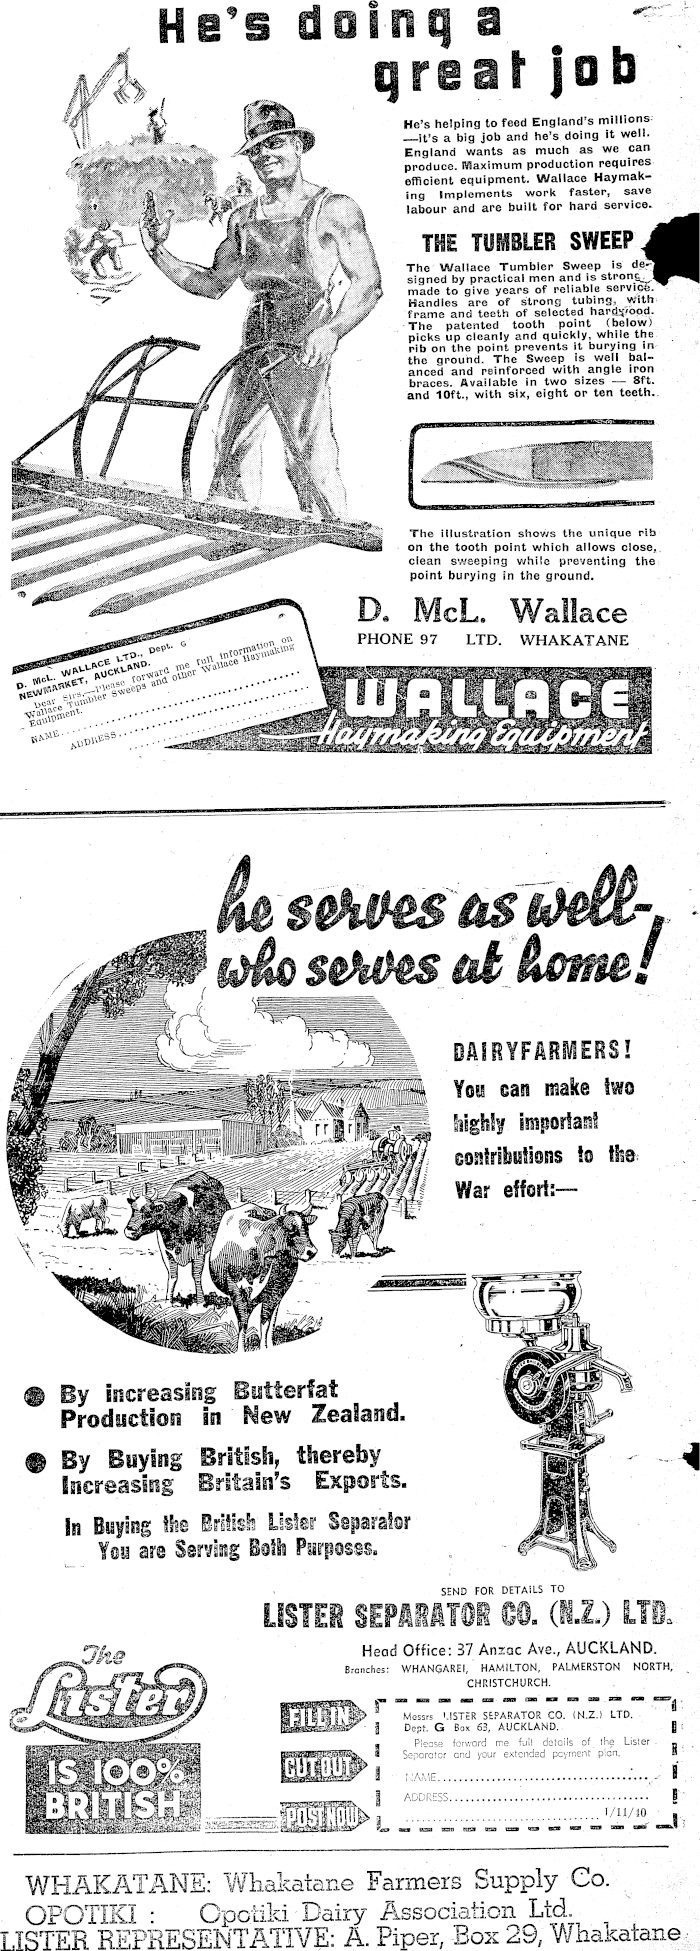 He's doing a
great job
He's helping to feed England's millions
—it's a big job and he's doing it well.
England wants as much as we can
produce. Maximum production requires
efficient equipment. Wallace Haymak-
ing Implements work faster, save
labour and are built for hard service.
THE TUMBLER SWEEP
The Wallace Tumbler Sweep is de-
signed by practical men and is strong,
made to give years of reliable service.
Handles are of strong tubing, with
frame and teeth of selected hardwood.
The patented tooth point (below)
picks up cleanly and quickly, while the
rib on the point prevents it burying in
the ground. The Sweep is well bal-
anced and reinforced with angle iron
braces. Available in two sizes — 8ft.
and 10ft., with six, eight or ten teeth.
The illustration shows the unique rib
on the tooth point which allows close,
clean sweeping while preventing the
point burying in the ground.
D. McL. Wallace
PHONE 97 LTD. WHAKATANE
D. McL. WALLACE LTD., Dept. G
NEWMARKET, AUCKLAND.
Dear Sirs,—Please forward me full information on
Wallace Tumbler Sweeps and other Wallace Haymaking
Equipment.
NAME
ADDRESS
WALLACE
Haymaking Equipment
he serves as well-
who serves at home!
DAIRYFARMERS!
You can make two
highly important
contributions to the
War effort:—
● By increasing Butterfat
Production in New Zealand.
● By Buying British, thereby
Increasing Britain's Exports.
In Buying the British Lister Separator
You are Serving Both Purposes.
SEND FOR DETAILS TO
LISTER SEPARATOR CO. (N.Z.) LTD.
Head Office: 37 Anzac Ave., AUCKLAND.
Branches: WHANGAREI, HAMILTON, PALMERSTON NORTH,
CHRISTCHURCH.
The
Lister
IS 100%
BRITISH
FILL IN
CUT OUT
POST NOW
Messrs LISTER SEPARATOR CO. (N.Z.) LTD.
Dept. G Box 63, AUCKLAND.
Please forward me full details of the Lister
Separator and your extended payment plan.
NAME
ADDRESS
1/11/40
WHAKATANE: Whakatane Farmers Supply Co.
OPOTIKI : Opotiki Dairy Association Ltd.
LISTER REPRESENTATIVE: A. Piper, Box 29, Whakatane